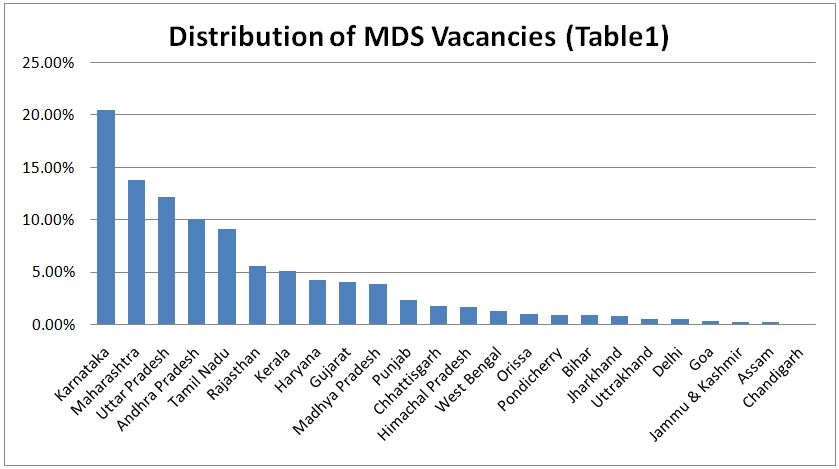 Distribution of MDS Vacancies (Table1)
25.00%
20.00%
15.00%
10.00%
5.00%
0.00%
Karnataka
Maharashtra
Uttar Pradesh
Andhra Pradesh
Tamil Nadu
Rajasthan
Kerala
Haryana
Gujarat
Madhya Pradesh
Punjab
Chhattisgarh
Himachal Pradesh
West Bengal
Orissa
Pondicherry
Bihar
Jharkhand
Uttrakhand
Delhi
Goa
Jammu & Kashmir
Assam
Chandigarh